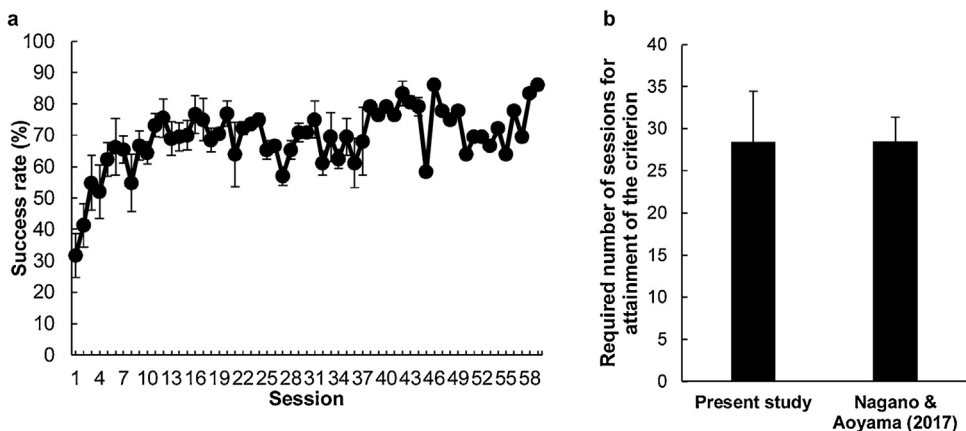 a
Success rate (%)
100
90
80
70
60
50
40
30
20
10
0
1 4 7 10 13 16 19 22 25 28 31 34 37 40 43 46 49 52 55 58
Session
b
Required number of sessions for
attainment of the criterion
40
35
30
25
20
15
10
5
0
Present study
Nagano &
Aoyama (2017)